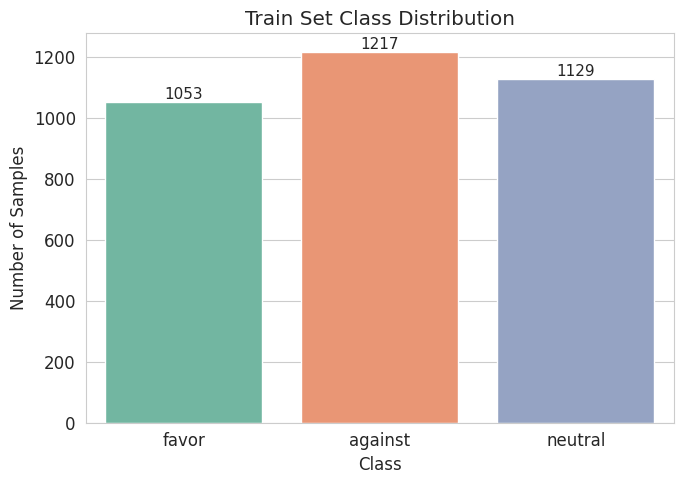 Train Set Class Distribution
Number of Samples
1200
1000
800
600
400
200
0
1053
1217
1129
favor
against
neutral
Class